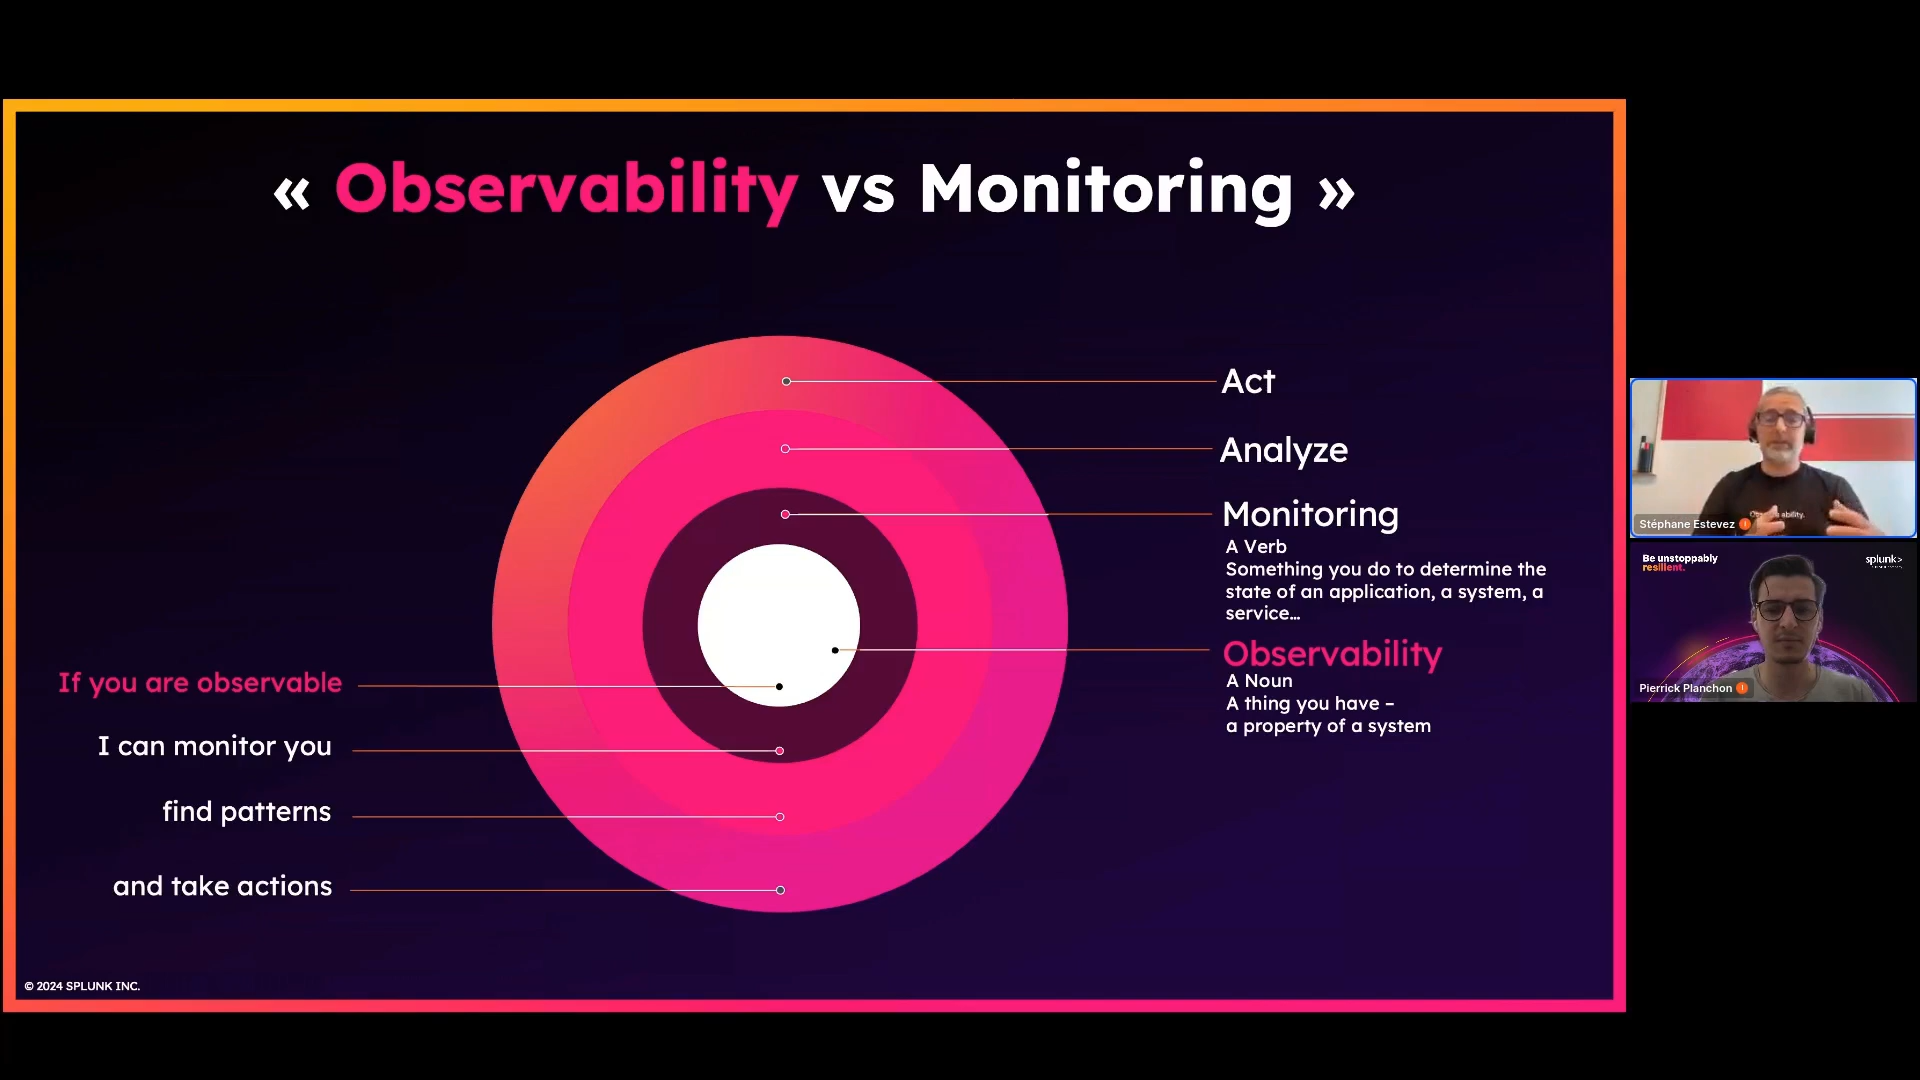 « Observability vs Monitoring »
Act
Analyze
Monitoring
A Verb
Something you do to determine the
state of an application, a system, a
service...
Observability
A Noun
A thing you have –
a property of a system
If you are observable
I can monitor you
find patterns
and take actions
© 2024 SPLUNK INC.
Stéphane Estevez
Be unstoppably
resilient.
splunk>
Pierrick Planchon